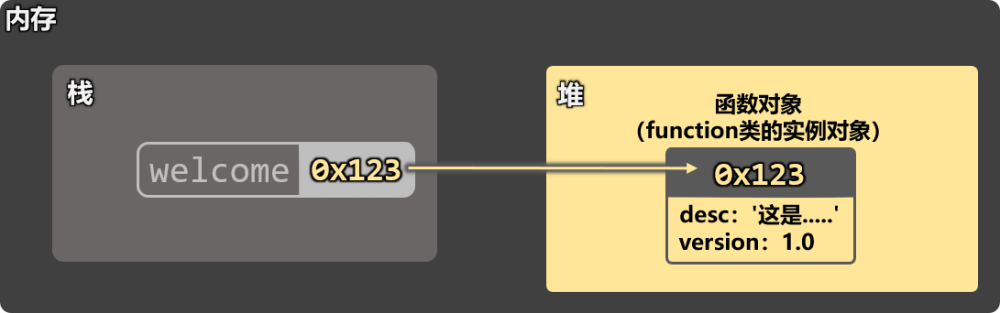 内存
栈
welcome 0x123
堆
函数对象
（function类的实例对象）
0x123
desc：'这是.....'
version：1.0